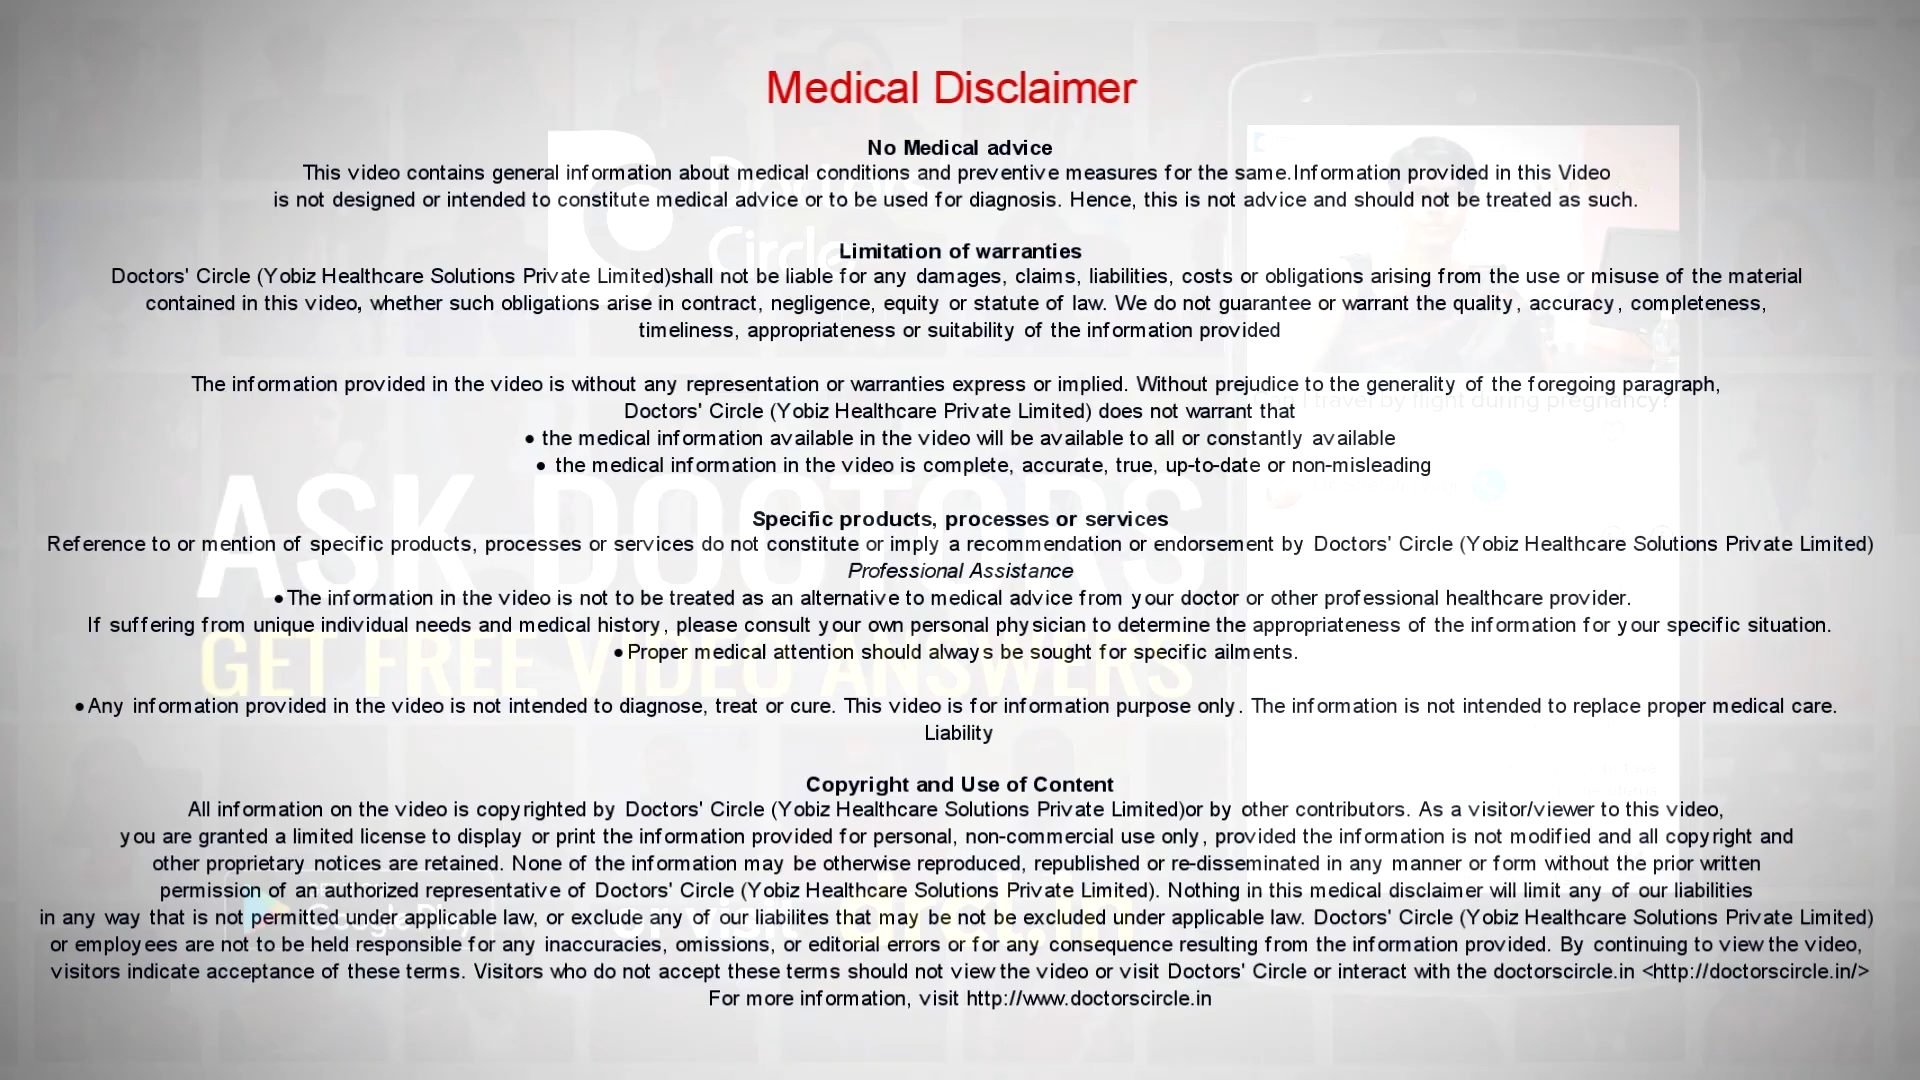 Medical Disclaimer
No Medical advice
This video contains general information about medical conditions and preventive measures for the same.Information provided in this Video
is not designed or intended to constitute medical advice or to be used for diagnosis. Hence, this is not advice and should not be treated as such.
Doctors
Circle
Limitation of warranties
Doctors' Circle (Yobiz Healthcare Solutions Private Limited)shall not be liable for any damages, claims, liabilities, costs or obligations arising from the use or misuse of the material
contained in this video, whether such obligations arise in contract, negligence, equity or statute of law. We do not guarantee or warrant the quality, accuracy, completeness,
timeliness, appropriateness or suitability of the information provided
The information provided in the video is without any representation or warranties express or implied. Without prejudice to the generality of the foregoing paragraph,
Can I travel by flight during pregnancy?
Doctors' Circle (Yobiz Healthcare Private Limited) does not warrant that
• the medical information available in the video will be available to all or constantly available
• the medical information in the video is complete, accurate, true, up-to-date or non-misleading
ASK DOCTORS
Specific products, processes or services
Reference to or mention of specific products, processes or services do not constitute or imply a recommendation or endorsement by Doctors' Circle (Yobiz Healthcare Solutions Private Limited)
Professional Assistance
•The information in the video is not to be treated as an alternative to medical advice from your doctor or other professional healthcare provider.
If suffering from unique individual needs and medical history, please consult your own personal physician to determine the appropriateness of the information for your specific situation.
•Proper medical attention should always be sought for specific ailments.
GET FREE VIDEO ANSWERS
•Any information provided in the video is not intended to diagnose, treat or cure. This video is for information purpose only. The information is not intended to replace proper medical care.
Liability
Copyright and Use of Content
All information on the video is copyrighted by Doctors' Circle (Yobiz Healthcare Solutions Private Limited)or by other contributors. As a visitor/viewer to this video,
you are granted a limited license to display or print the information provided for personal, non-commercial use only, provided the information is not modified and all copyright and
other proprietary notices are retained. None of the information may be otherwise reproduced, republished or re-disseminated in any manner or form without the prior written
permission of an authorized representative of Doctors' Circle (Yobiz Healthcare Solutions Private Limited). Nothing in this medical disclaimer will limit any of our liabilities
Google Play
or visit drcl.in
in any way that is not permitted under applicable law, or exclude any of our liabilites that may be not be excluded under applicable law. Doctors' Circle (Yobiz Healthcare Solutions Private Limited)
or employees are not to be held responsible for any inaccuracies, omissions, or editorial errors or for any consequence resulting from the information provided. By continuing to view the video,
visitors indicate acceptance of these terms. Visitors who do not accept these terms should not view the video or visit Doctors' Circle or interact with the doctorscircle.in <http://doctorscircle.in/>
For more information, visit http://www.doctorscircle.in